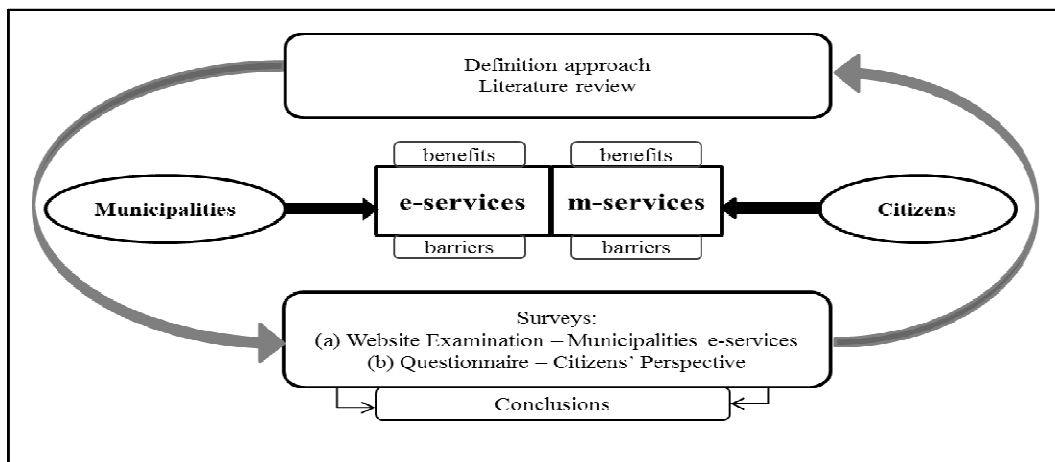 Definition approach
Literature review
benefits
benefits
Municipalities
e-services
m-services
Citizens
barriers
barriers
Surveys:
(a) Website Examination – Municipalities e-services
(b) Questionnaire – Citizens’ Perspective
Conclusions